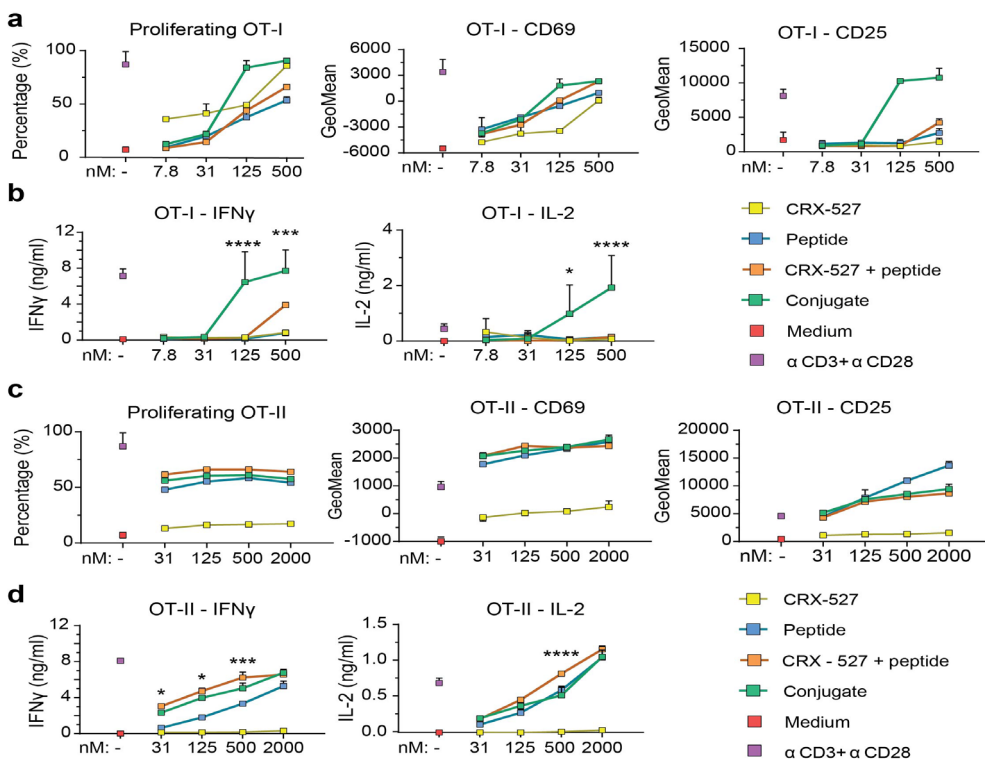 a
Proliferating OT-I
OT-I - CD69
OT-I - CD25
Percentage (%)
100
50
0
nM: -
7.8
31
125
500
GeoMean
6000
3000
0
-3000
-6000
7.8
31
125
500
GeoMean
15000
10000
5000
0
nM: -
7.8
31
125
500
b
OT-I - IFNγ
OT-I - IL-2
IFNγ (ng/ml)
12
8
4
0
**** ***
nM: -
7.8
31
125
500
IL-2 (ng/ml)
4
2
0
* ****
nM: -
7.8
31
125
500
CRX-527
Peptide
CRX-527 + peptide
Conjugate
Medium
α CD3+ α CD28
c
Proliferating OT-II
OT-II - CD69
OT-II - CD25
Percentage (%)
100
50
0
nM: -
31
125
500
2000
GeoMean
3000
2000
1000
0
-1000
nM: -
31
125
500
2000
GeoMean
20000
15000
10000
5000
0
nM: -
31
125
500
2000
d
OT-II - IFNγ
OT-II - IL-2
IFNγ (ng/ml)
12
8
4
0
* * ***
nM: -
31
125
500
2000
IL-2 (ng/ml)
1.5
1.0
0.5
0.0
****
nM: -
31
125
500
2000
CRX-527
Peptide
CRX - 527 + peptide
Conjugate
Medium
α CD3+ α CD28